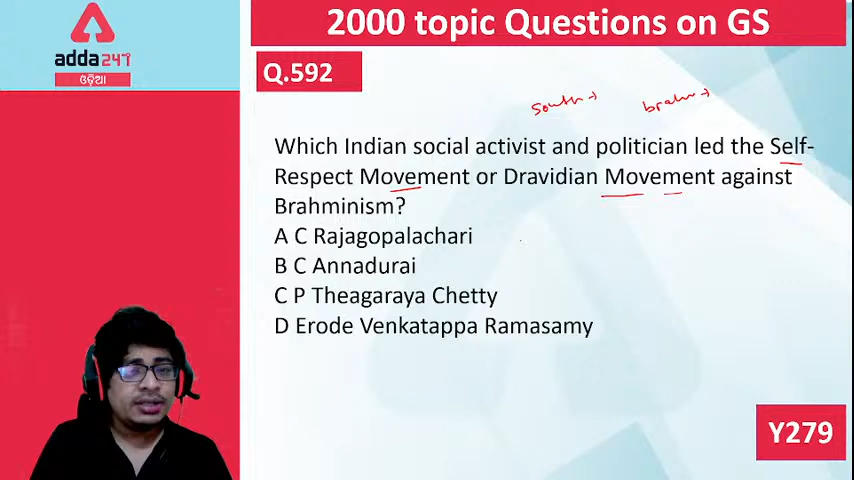 2000 topic Questions on GS
adda247
ଓଡ଼ିଆ
Q.592
south
Which Indian social activist and politician led the Self-
Respect Movement or Dravidian Movement against
Brahminism?
A C Rajagopalachari
B C Annadurai
C P Theagaraya Chetty
D Erode Venkatappa Ramasamy
Y279